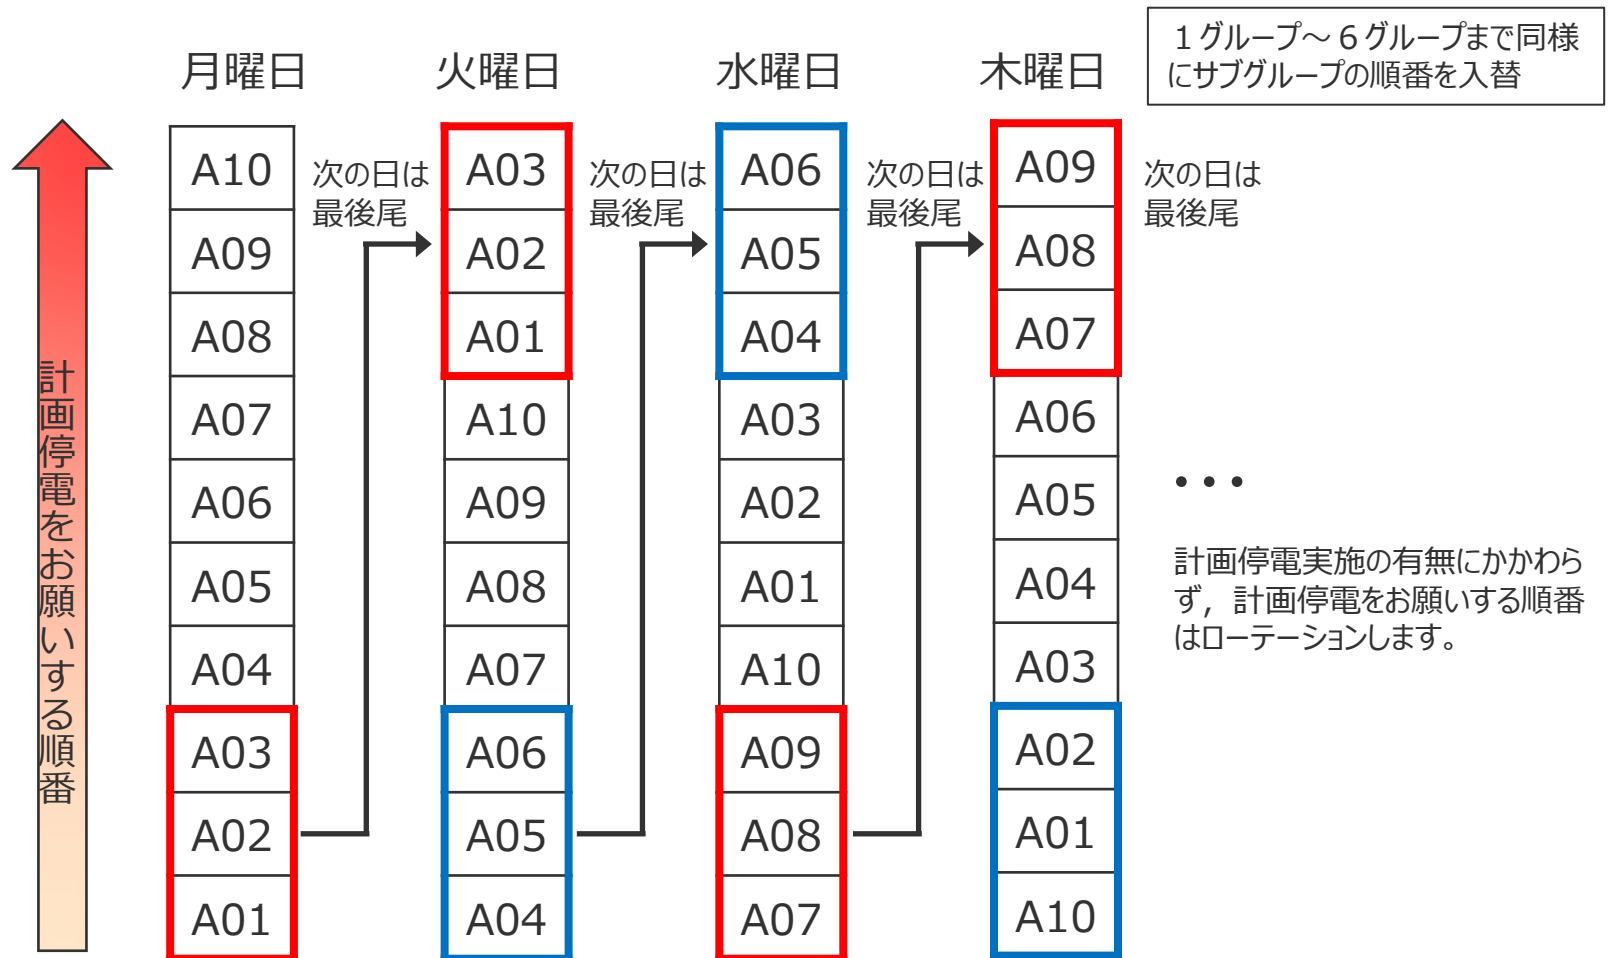 1グループ~6グループまで同様
にサブグループの順番を入替
月曜日
火曜日
水曜日
木曜日
計画停電をお願いする順番
A10
A09
A08
A07
A06
A05
A04
A03
A02
A01
次の日は
最後尾
A03
A02
A01
A10
A09
A08
A07
A06
A05
A04
次の日は
最後尾
A06
A05
A04
A03
A02
A01
A10
A09
A08
A07
次の日は
最後尾
A09
A08
A07
A06
A05
A04
A03
A02
A01
A10
次の日は
最後尾
・・・
計画停電実施の有無にかかわら
ず，計画停電をお願いする順番
はローテーションします。